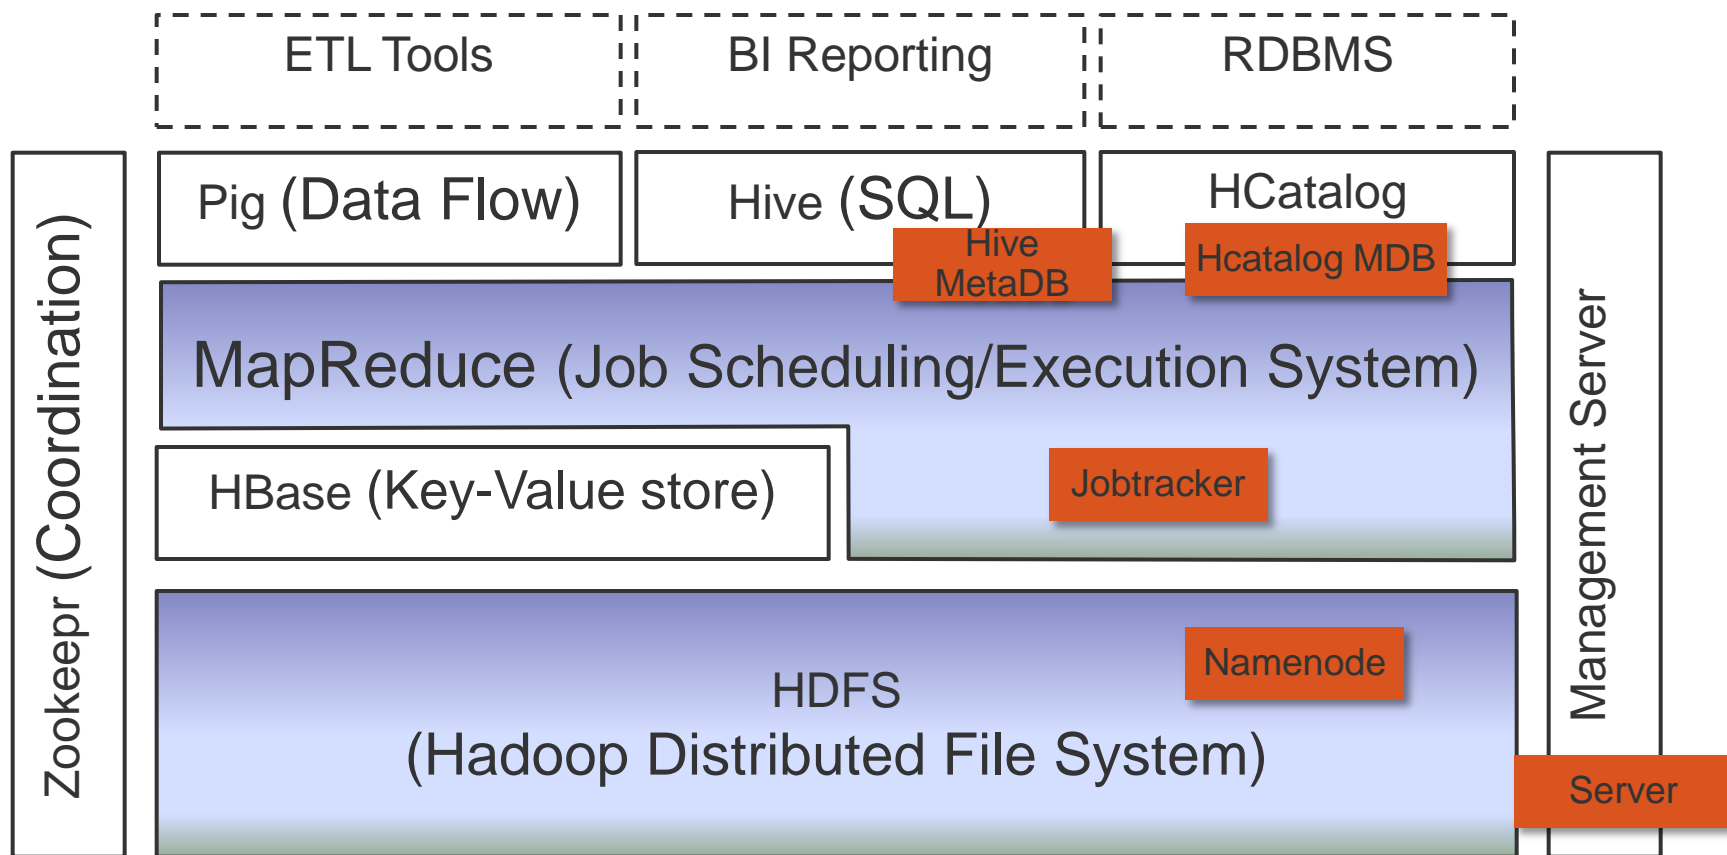 ETL Tools
BI Reporting
RDBMS
Zookeepr (Coordination)
Pig (Data Flow)
Hive (SQL)
HCatalog
Hive
MetaDB
Hcatalog MDB
MapReduce (Job Scheduling/Execution System)
HBase (Key-Value store)
Jobtracker
Namenode
HDFS
(Hadoop Distributed File System)
Management Server
Server